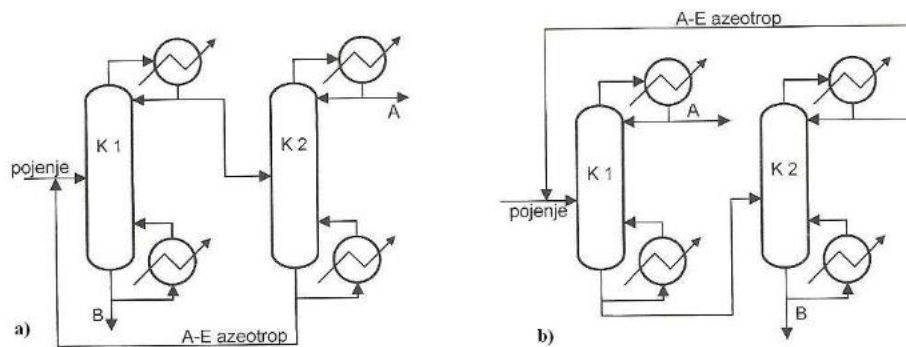 K 1
K 2
A
pojenje
B
A-E azeotrop
a)
A-E azeotrop
K 1
A
K 2
pojenje
B
b)